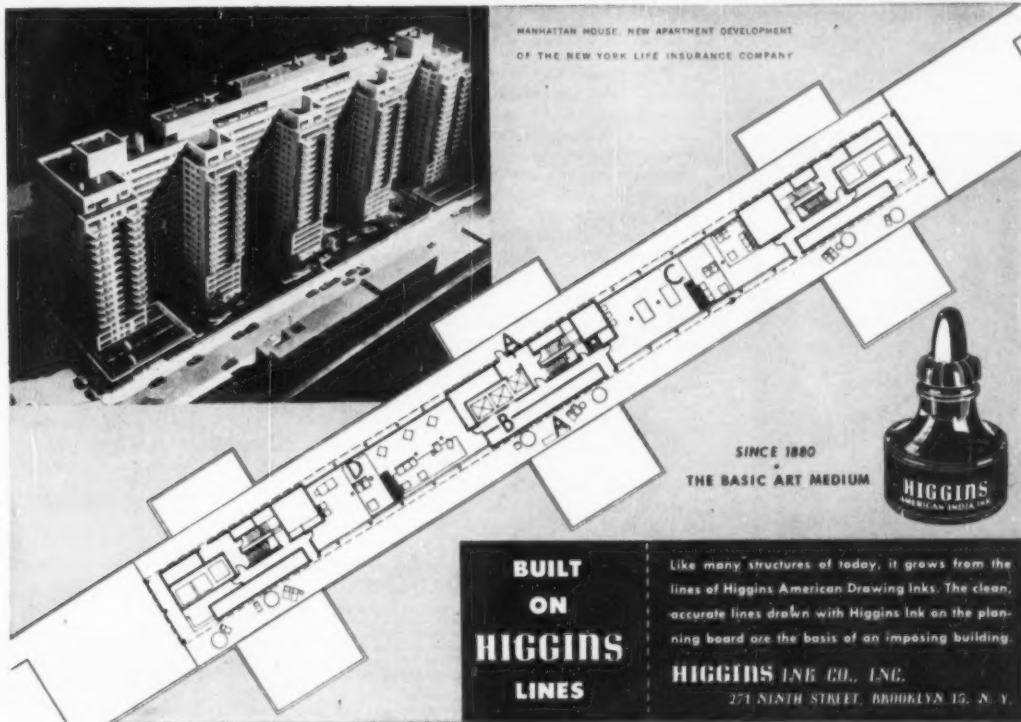 MANHATTAN HOUSE, NEW APARTMENT DEVELOPMENT
OF THE NEW YORK LIFE INSURANCE COMPANY
A
C
B
A
D
SINCE 1880
•
THE BASIC ART MEDIUM
HIGGINS
AMERICAN INDIA INK
BUILT
ON
HIGGINS
LINES
Like many structures of today, it grows from the
lines of Higgins American Drawing Inks. The clean,
accurate lines drawn with Higgins Ink on the plan-
ning board are the basis of an imposing building.
HIGGINS INK CO., INC.
271 NINTH STREET, BROOKLYN 15, N. Y.